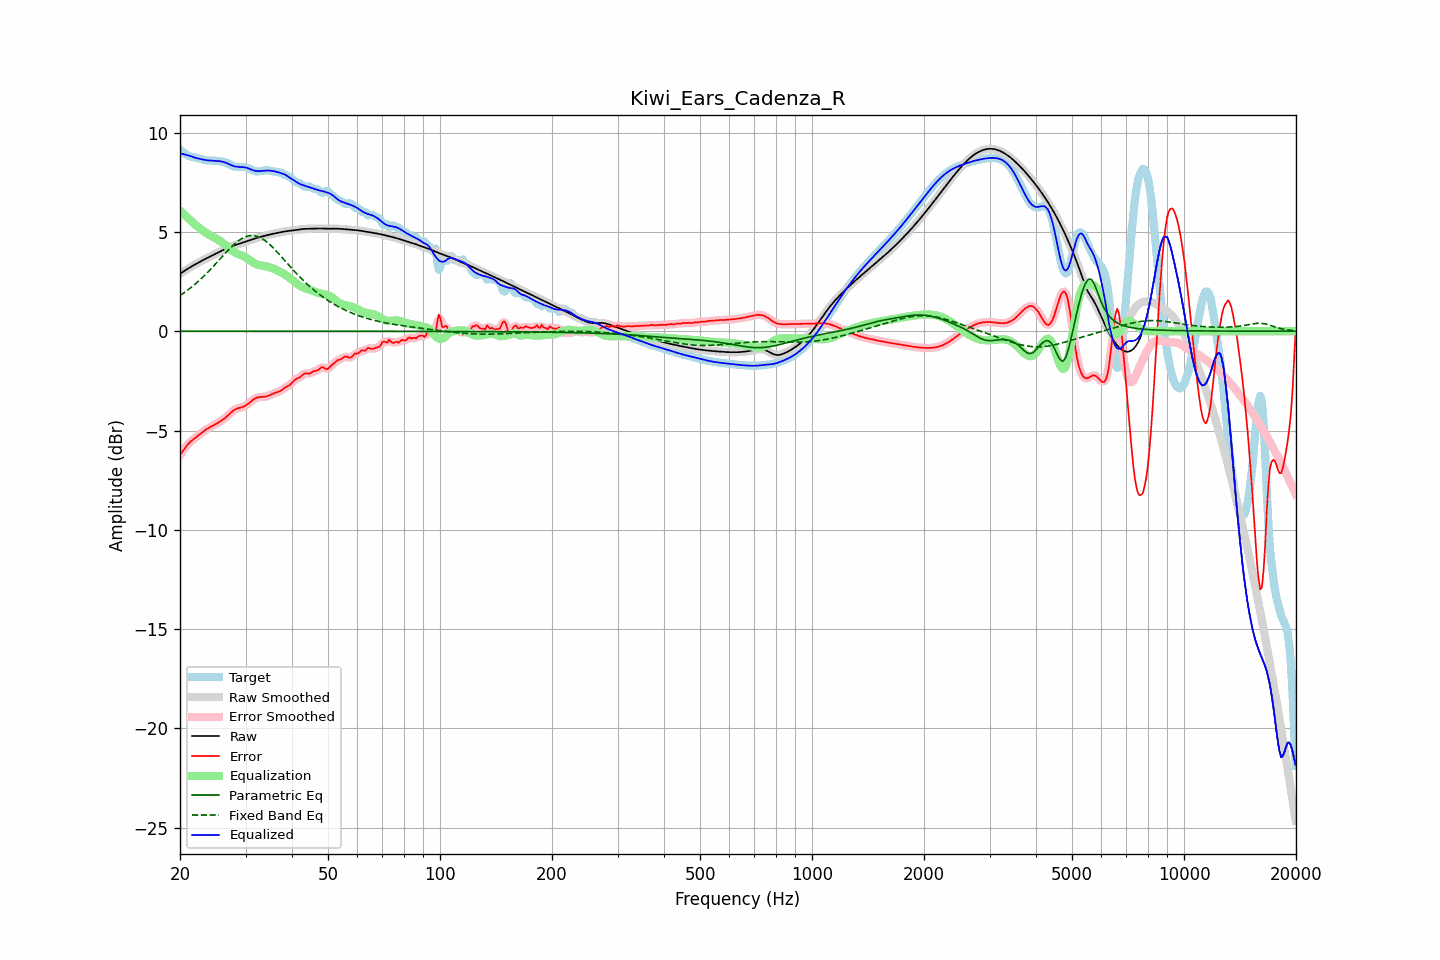 Kiwi_Ears_Cadenza_R
10
5
0
−5
−10
−15
−20
−25
Amplitude (dBr)
Target
Raw Smoothed
Error Smoothed
Raw
Error
Equalization
Parametric Eq
Fixed Band Eq
Equalized
20 50 100 200 500 1000 2000 5000 10000 20000
Frequency (Hz)